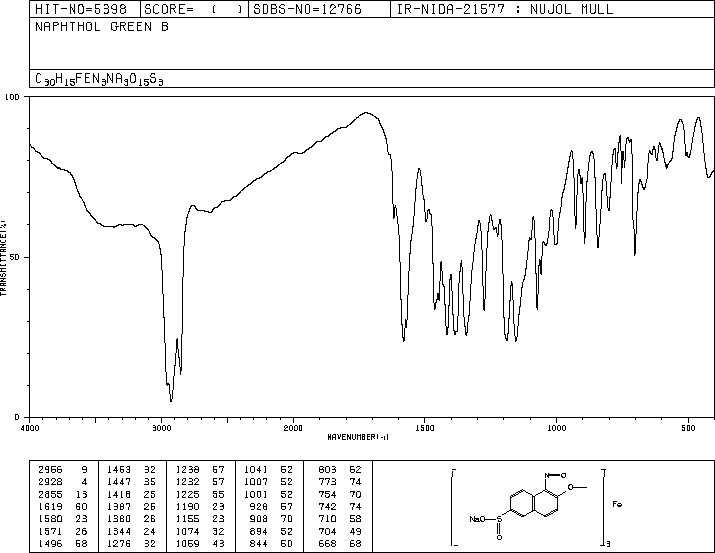 HIT-NO=5398 SCORE= ( ) SDBS-NO=12766 IR-NIDA-21577 : NUJOL MULL
NAPHTHOL GREEN B
C30H15FEN3NA3O15S3
100
50
0
TRANSMITTANCE(%)
4000 3000 2000 1500 1000 500
WAVENUMBER(-1)
2956 9 1463 32 1238 57 1041 52 803 62
2928 4 1447 35 1232 57 1007 52 773 74
2855 13 1418 25 1225 55 1001 52 754 70
1619 60 1387 26 1190 23 928 57 742 74
1580 23 1380 26 1155 23 908 70 710 58
1571 26 1344 24 1074 32 894 52 704 49
1496 58 1276 32 1059 43 844 50 668 68
N O
O
NaO S
O
Fe
3